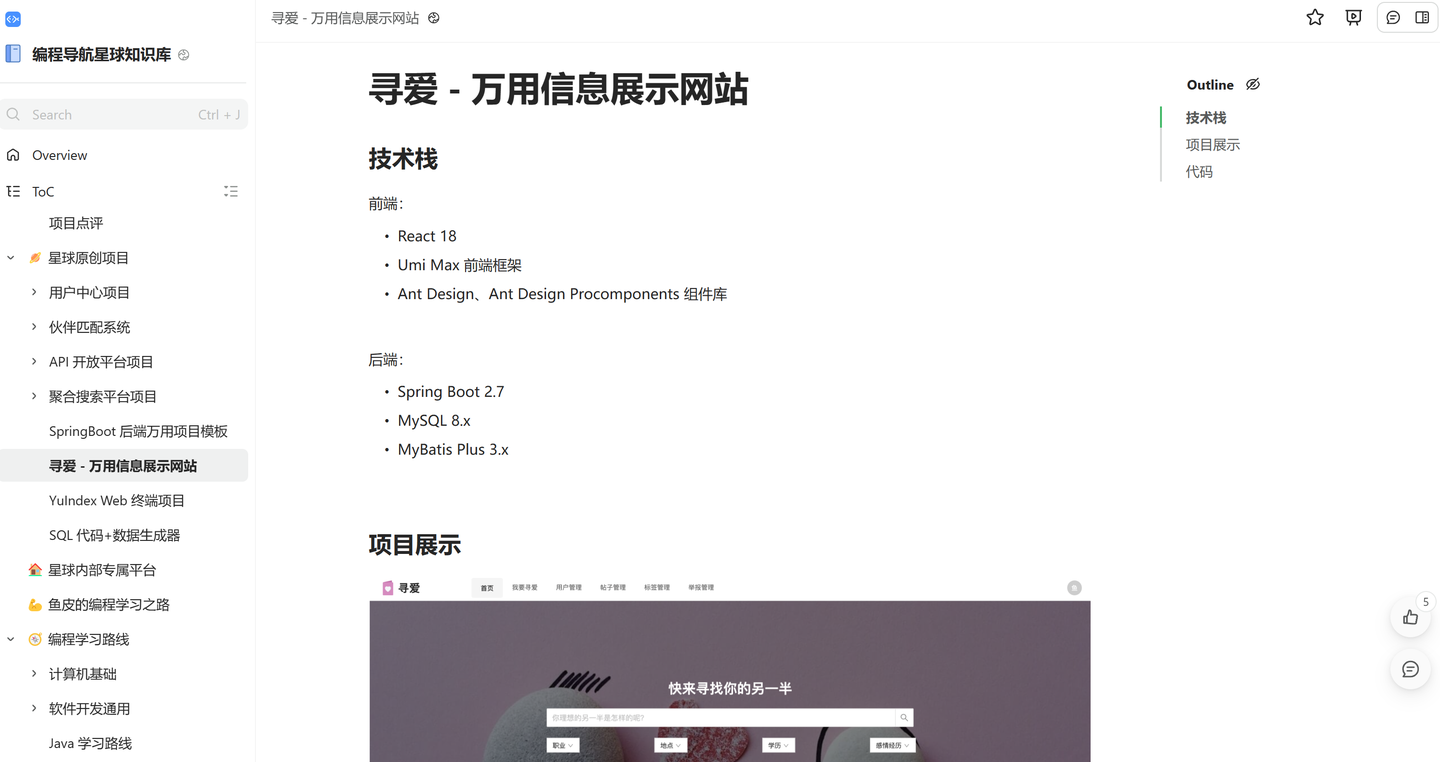 寻爱 - 万用信息展示网站
编程导航星球知识库
Search
Ctrl + J
Overview
ToC
项目点评
星球原创项目
用户中心项目
伙伴匹配系统
API 开放平台项目
聚合搜索平台项目
SpringBoot 后端万用项目模板
寻爱 - 万用信息展示网站
YuIndex Web 终端项目
SQL 代码+数据生成器
星球内部专属平台
鱼皮的编程学习之路
编程学习路线
计算机基础
软件开发通用
Java 学习路线
寻爱 - 万用信息展示网站
技术栈
前端：
• React 18
• Umi Max 前端框架
• Ant Design、Ant Design Procomponents 组件库
后端：
• Spring Boot 2.7
• MySQL 8.x
• MyBatis Plus 3.x
项目展示
寻爱
首页 我要寻爱 用户管理 帖子管理 标签管理 举报管理
快来寻找你的另一半
你理想的另一半是怎样的呢?
职业 地点 学历 感情经历
Outline
技术栈
项目展示
代码
5